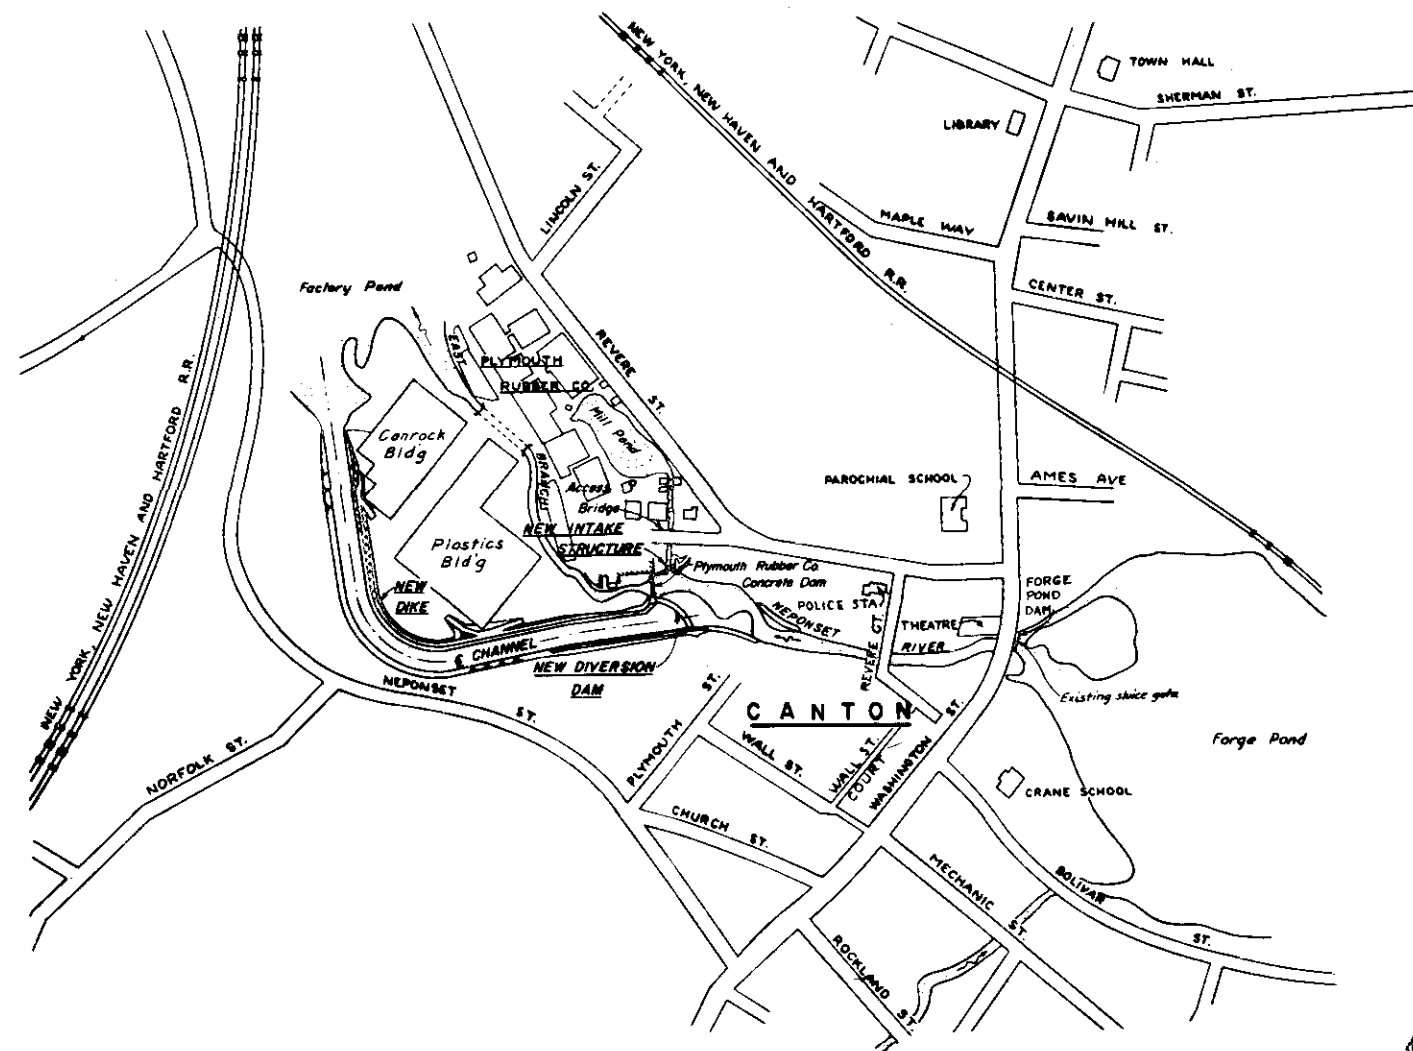 TOWN HALL
SHERMAN ST.
LIBRARY
NEW YORK, NEW HAVEN AND HARTFORD R.R.
LINCOLN ST.
MAPLE WAY
SAVIN HILL ST.
CENTER ST.
Factory Pond
REVERE ST.
EAST BRANCH
PLYMOUTH
RUBBER CO.
Mill Pond
Canrock
Bldg
NEW YORK, NEW HAVEN AND HARTFORD R.R.
PAROCHIAL SCHOOL
AMES AVE
Access
Bridge
NEW INTAKE
STRUCTURE
Plastics
Bldg
Plymouth Rubber Co.
Concrete Dam
NEW
DIKE
POLICE STA.
FORGE
POND
DAM
NEPONSET
RIVER
THEATRE
REVERE CT.
℄ CHANNEL
NEW DIVERSION
DAM
NEPONSET ST.
Existing sluice gate
CANTON
Forge Pond
NORFOLK ST.
PLYMOUTH ST.
WALL ST.
WALL ST.
COURT
WASHINGTON ST.
CRANE SCHOOL
CHURCH ST.
MECHANIC ST.
BOLIVAR ST.
ROCKLAND ST.